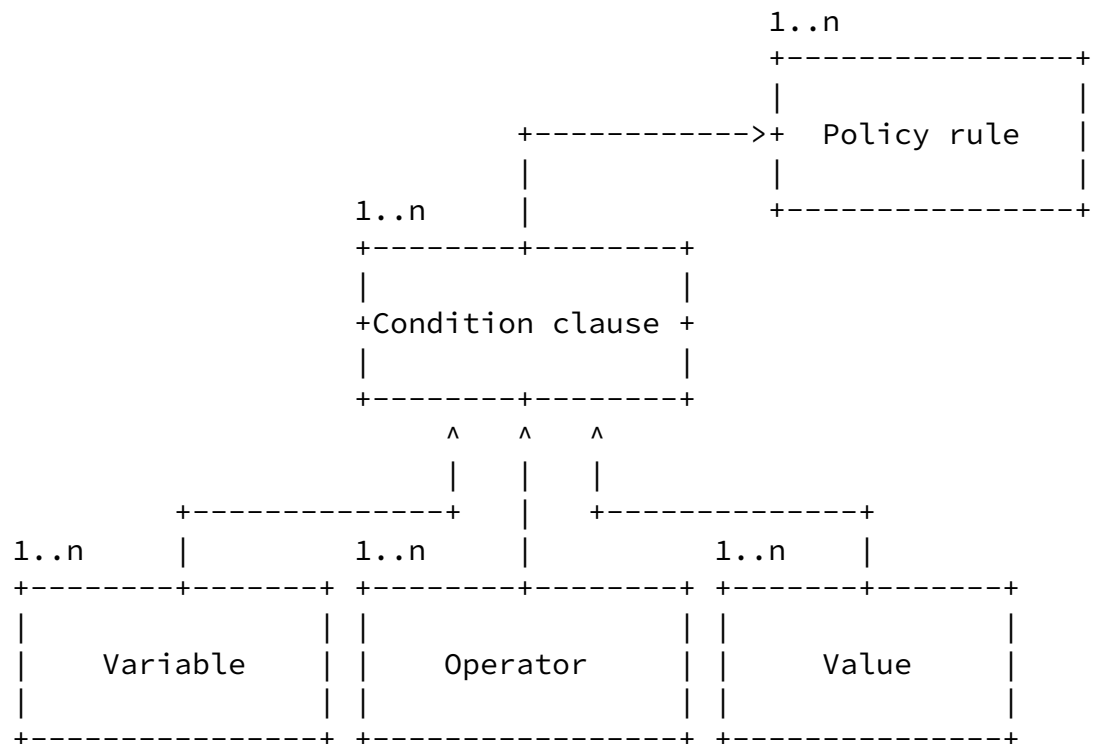 1..n
Policy rule
1..n
Condition clause
1..n 1..n 1..n
Variable Operator Value